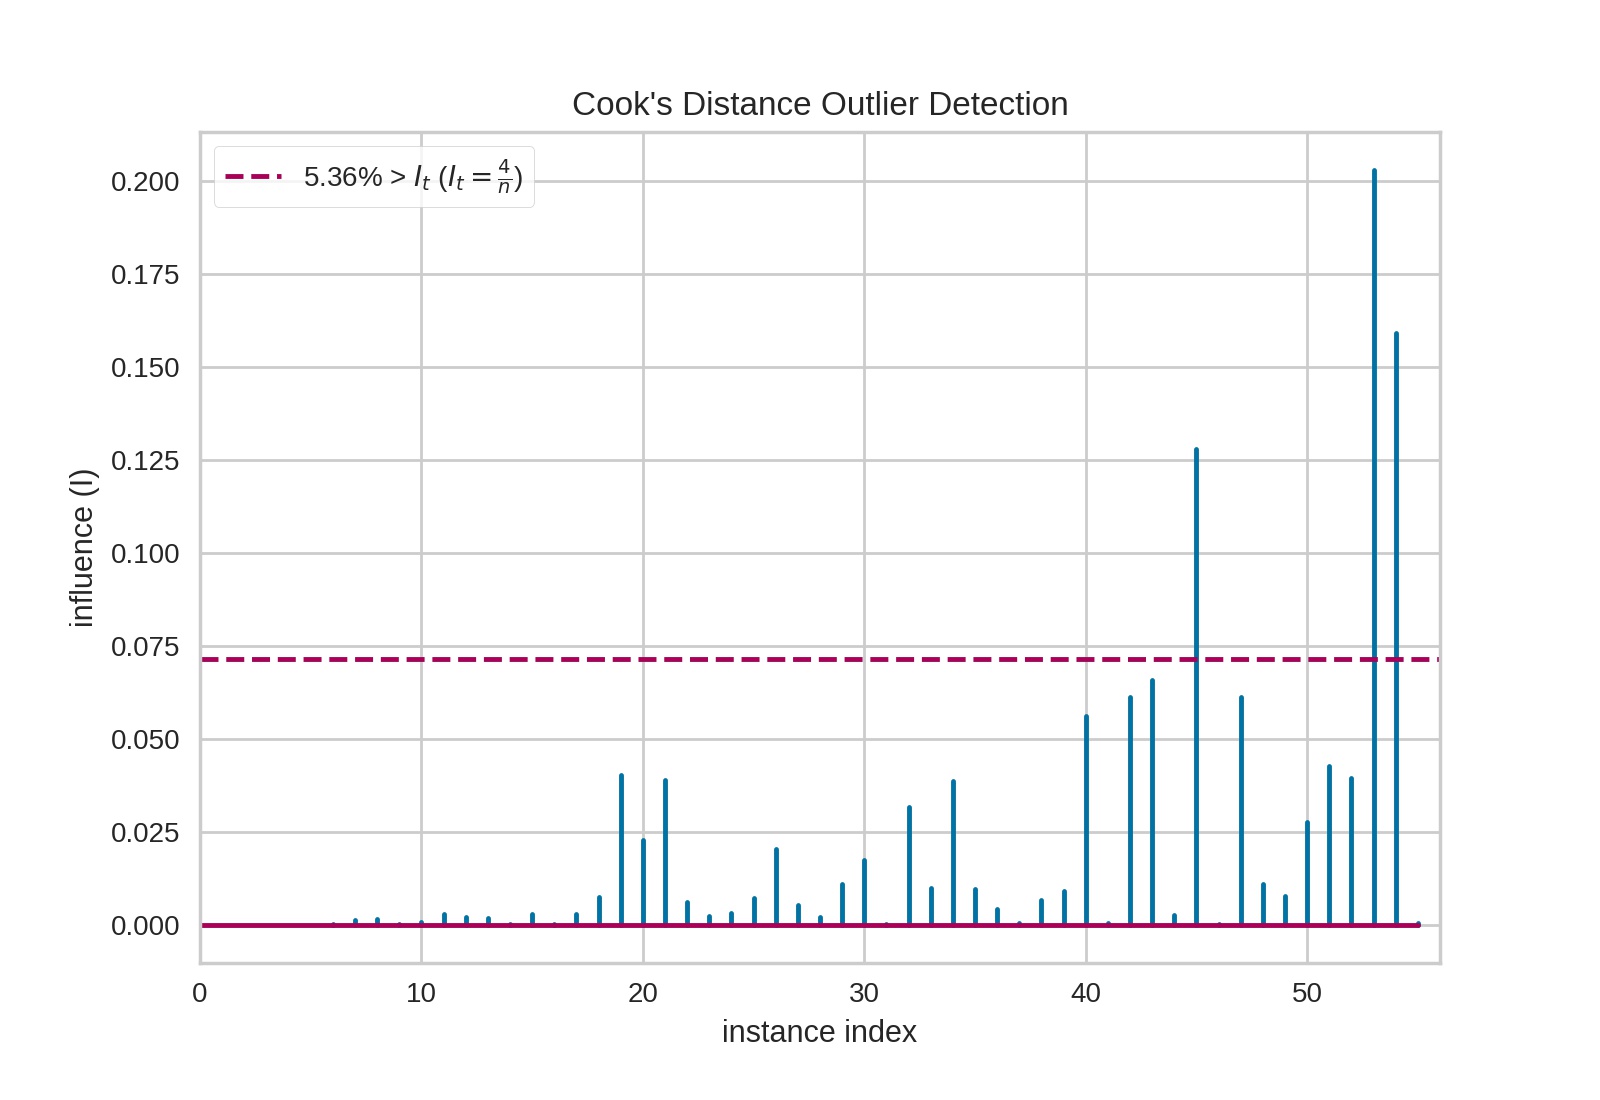 Cook's Distance Outlier Detection
5.36% > I_t (I_t = 4/n)
0.200
0.175
0.150
0.125
0.100
0.075
0.050
0.025
0.000
influence (I)
0 10 20 30 40 50
instance index